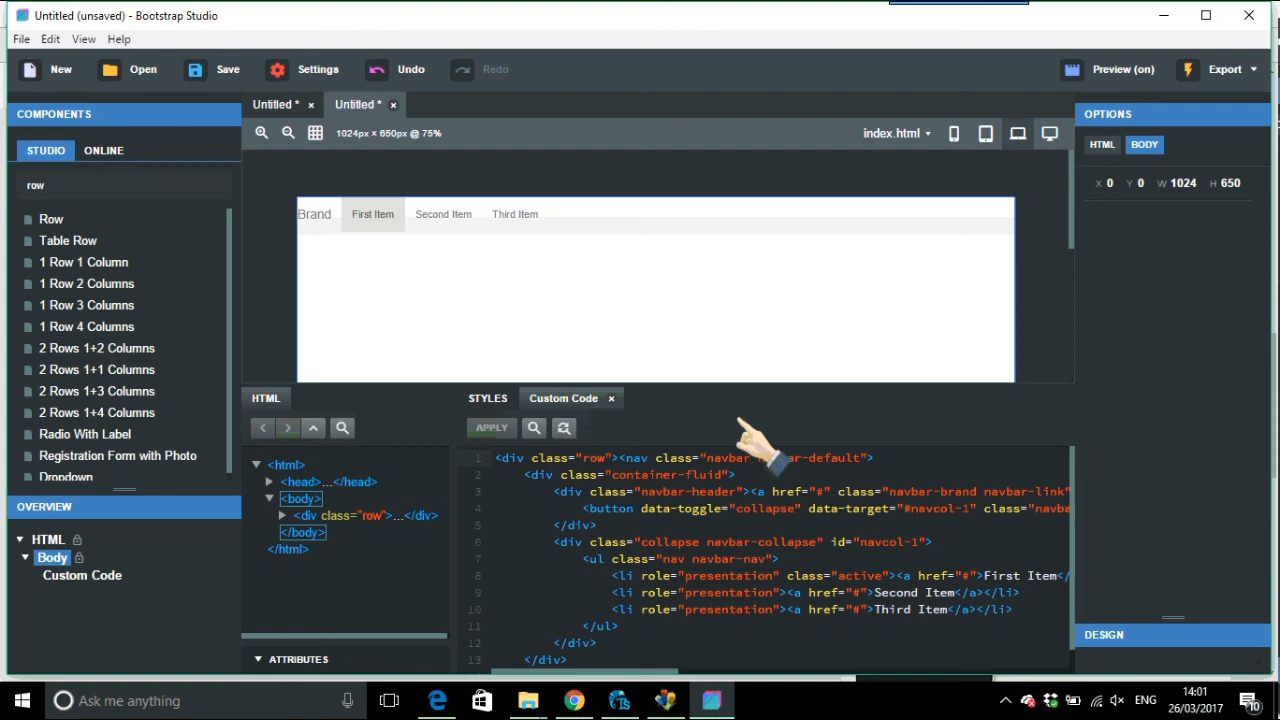 Untitled (unsaved) - Bootstrap Studio
File Edit View Help
New Open Save Settings Undo Redo Preview (on) Export
COMPONENTS
STUDIO ONLINE
row
Row
Table Row
1 Row 1 Column
1 Row 2 Columns
1 Row 3 Columns
1 Row 4 Columns
2 Rows 1+2 Columns
2 Rows 1+1 Columns
2 Rows 1+3 Columns
2 Rows 1+4 Columns
Radio With Label
Registration Form with Photo
Dropdown
OVERVIEW
HTML
Body
Custom Code
Untitled * × Untitled * ×
1024px × 650px @ 75% index.html
Brand First Item Second Item Third Item
HTML
<html>
<head>...</head>
<body>
<div class="row">...</div>
</body>
</html>
ATTRIBUTES
STYLES Custom Code ×
APPLY
1 <div class="row"><nav class="navbar
-default">
2 <div class="container-fluid">
3 <div class="navbar-header"><a href="#" class="navbar-brand navbar-link"
4 <button data-toggle="collapse" data-target="#navcol-1" class="navba
5 </div>
6 <div class="collapse navbar-collapse" id="navcol-1">
7 <ul class="nav navbar-nav">
8 <li role="presentation" class="active"><a href="#">First Item</
9 <li role="presentation"><a href="#">Second Item</a></li>
10 <li role="presentation"><a href="#">Third Item</a></li>
11 </ul>
12 </div>
13 </div>
OPTIONS
HTML BODY
X 0 Y 0 W 1024 H 650
DESIGN
Ask me anything
ENG
14:01
26/03/2017
10